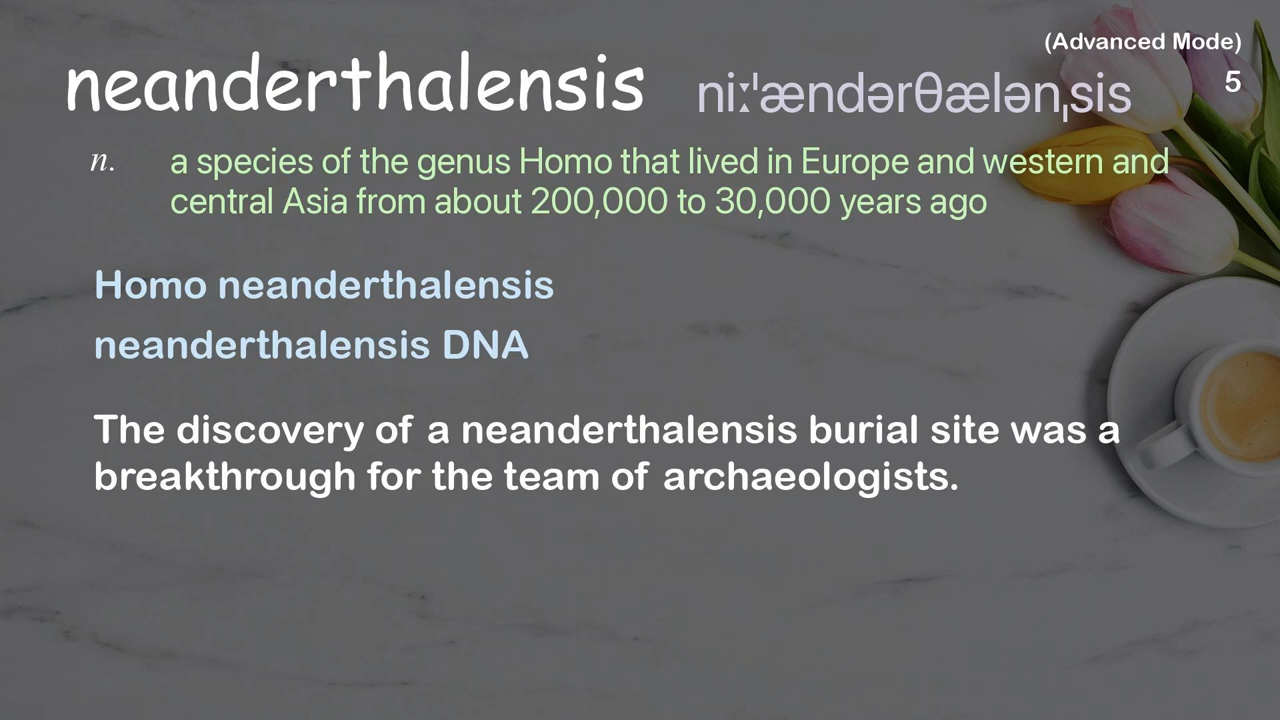 (Advanced Mode)
neanderthalensis niːˈændərθælənˌsis 5
n. a species of the genus Homo that lived in Europe and western and
central Asia from about 200,000 to 30,000 years ago
Homo neanderthalensis
neanderthalensis DNA
The discovery of a neanderthalensis burial site was a
breakthrough for the team of archaeologists.